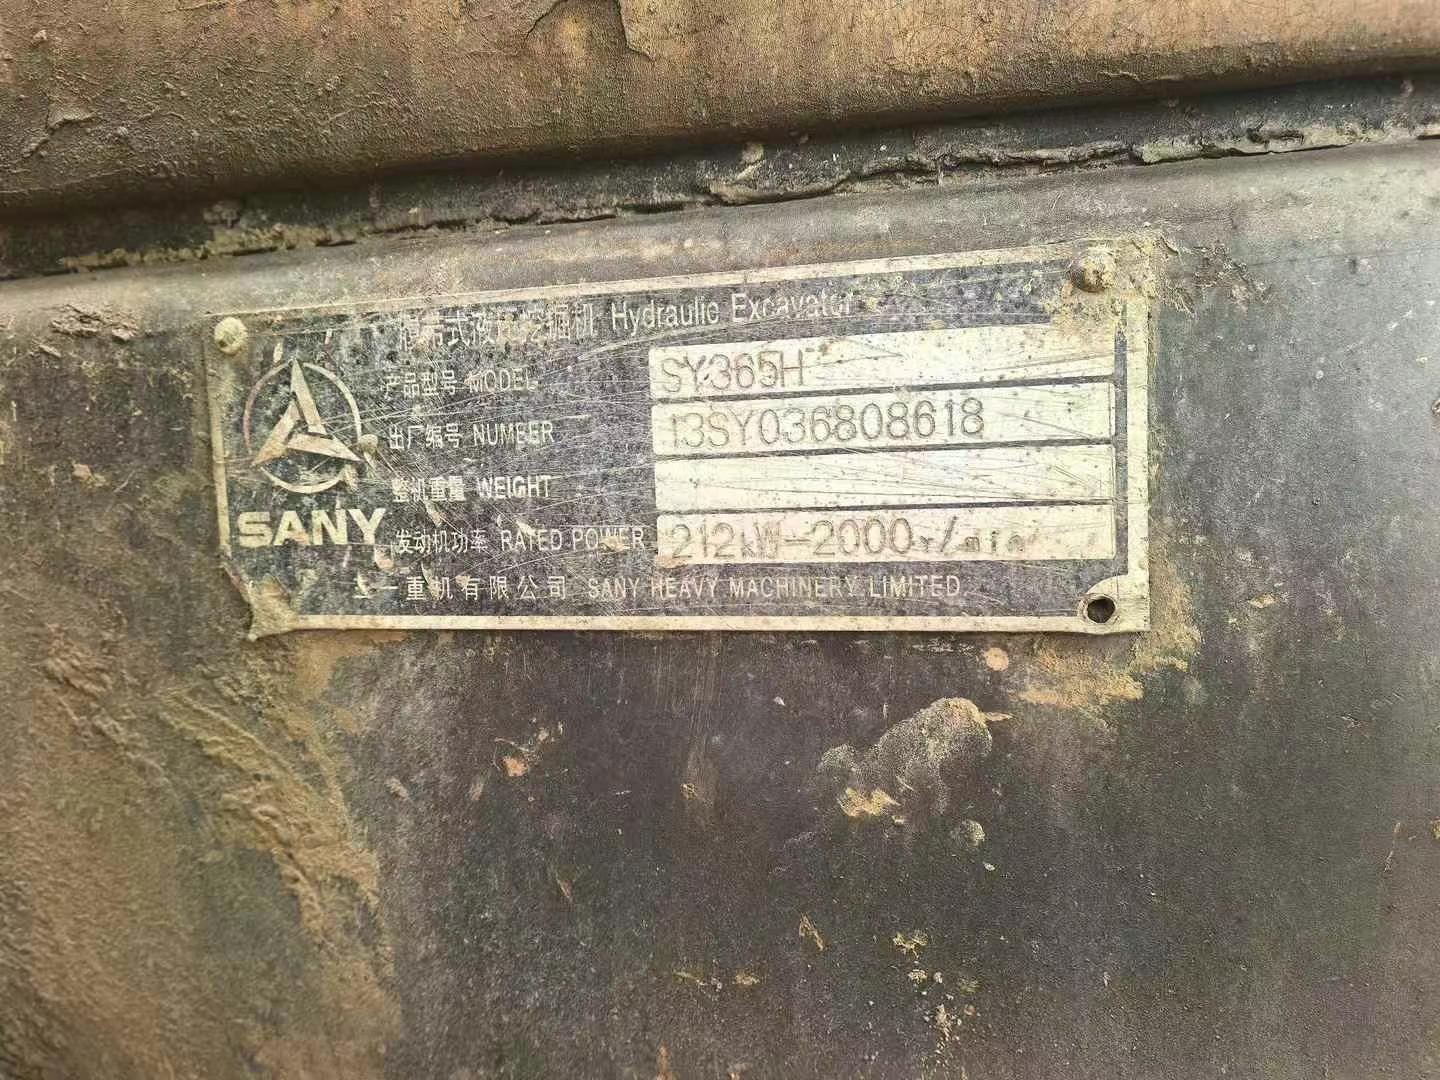 履带式液压挖掘机 Hydraulic Excavator
产品型号 MODEL SY365H
出厂编号 NUMBER 13SY036808618
整机重量 WEIGHT
发动机功率 RATED POWER 212kW-2000r/min
SANY
三一重机有限公司 SANY HEAVY MACHINERY LIMITED